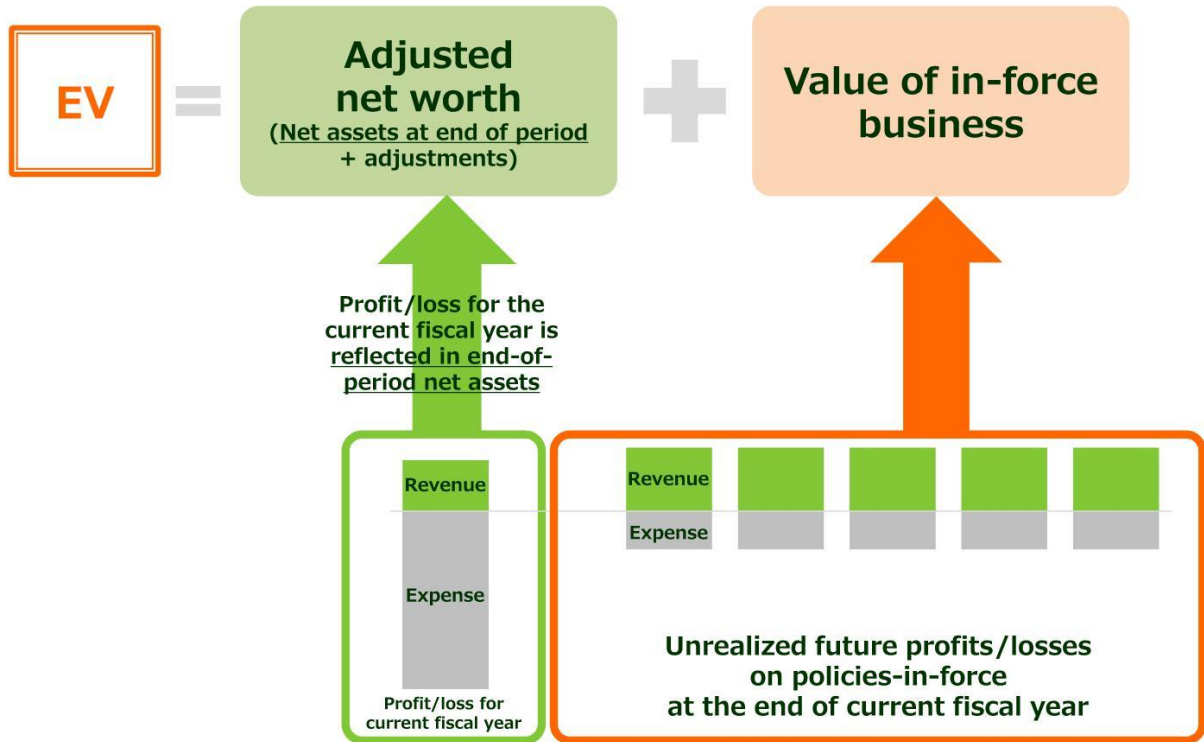 EV
=
Adjusted
net worth
(Net assets at end of period
+ adjustments)
+
Value of in-force
business
Profit/loss for the
current fiscal year is
reflected in end-of-
period net assets
Revenue
Expense
Profit/loss for
current fiscal year
Revenue
Expense
Unrealized future profits/losses
on policies-in-force
at the end of current fiscal year